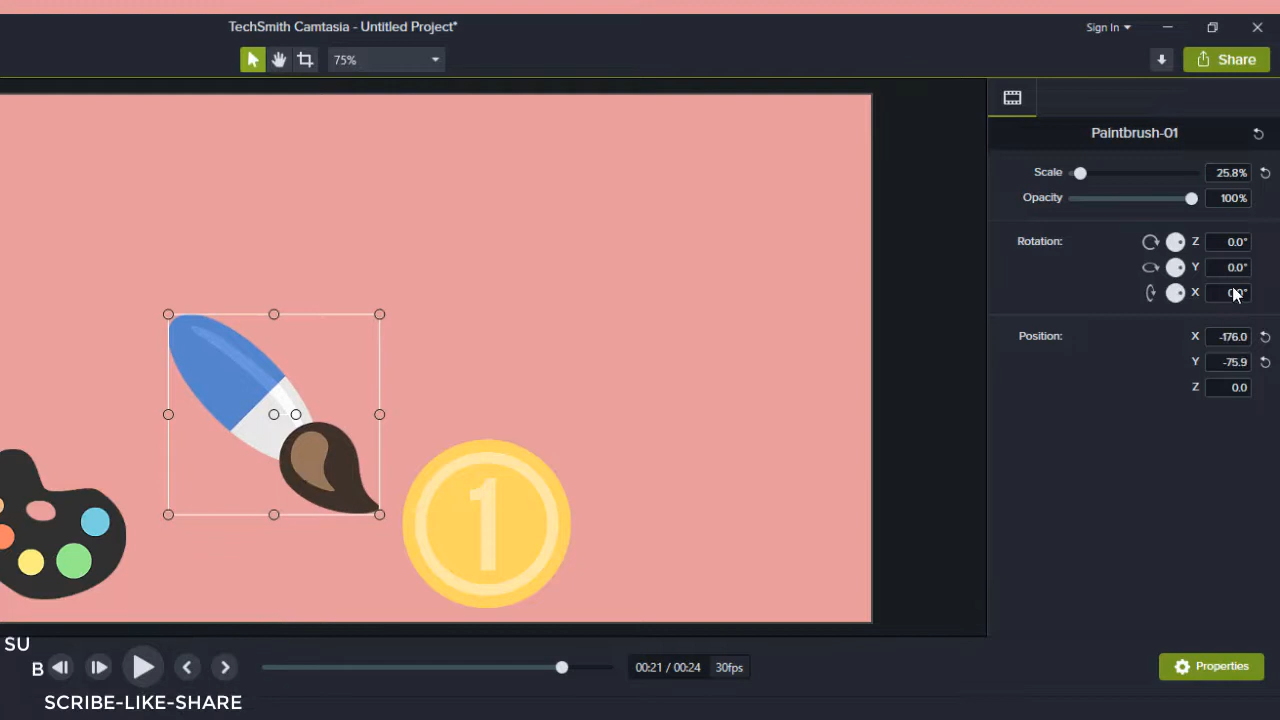 TechSmith Camtasia - Untitled Project*
Sign In
75%
Share
Paintbrush-01
Scale 25.8%
Opacity 100%
Rotation: Z 0.0°
Y 0.0°
X
Position: X -176.0
Y -75.9
Z 0.0
1
SU
B
00:21 / 00:24 30fps
Properties
SCRIBE-LIKE-SHARE